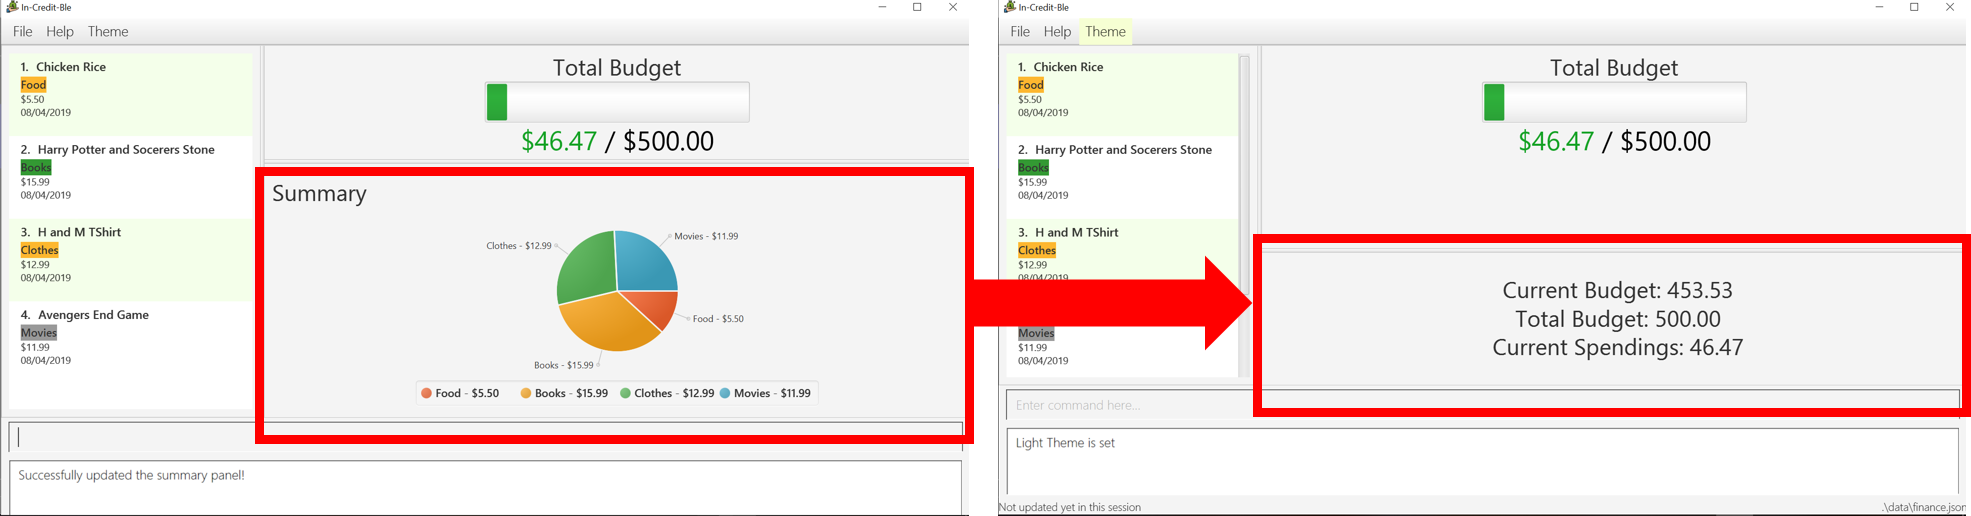 In-Credit-Ble
File Help Theme
1. Chicken Rice
Food
$5.50
08/04/2019
2. Harry Potter and Socerers Stone
Books
$15.99
08/04/2019
3. H and M TShirt
Clothes
$12.99
08/04/2019
4. Avengers End Game
Movies
$11.99
08/04/2019
Total Budget
$46.47 / $500.00
Summary
Clothes - $12.99
Movies - $11.99
Food - $5.50
Books - $15.99
Food - $5.50 Books - $15.99 Clothes - $12.99 Movies - $11.99
Successfully updated the summary panel!
In-Credit-Ble
File Help Theme
1. Chicken Rice
Food
$5.50
08/04/2019
2. Harry Potter and Socerers Stone
Books
$15.99
08/04/2019
3. H and M TShirt
Clothes
$12.99
08/04/2019
Movies
$11.99
08/04/2019
Total Budget
$46.47 / $500.00
Current Budget: 453.53
Total Budget: 500.00
Current Spendings: 46.47
Enter command here...
Light Theme is set
Not updated yet in this session
.\data\finance.json